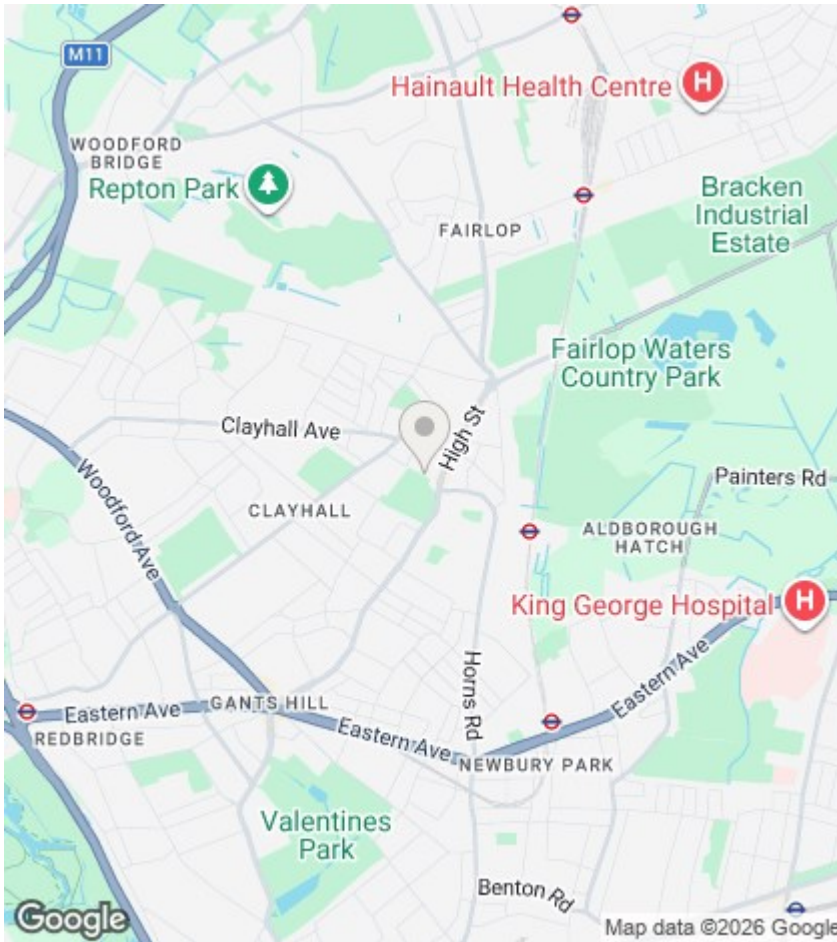 M11
Hainault Health Centre
H
WOODFORD
BRIDGE
Repton Park
Bracken
Industrial
Estate
FAIRLOP
Fairlop Waters
Country Park
Clayhall Ave
High St
Woodford Ave
Painters Rd
CLAYHALL
ALDBOROUGH
HATCH
King George Hospital
H
Horns Rd
Eastern Ave
GANTS HILL
Eastern Ave
Eastern Ave
REDBRIDGE
NEWBURY PARK
Valentines
Park
Benton Rd
Google
Map data ©2026 Google